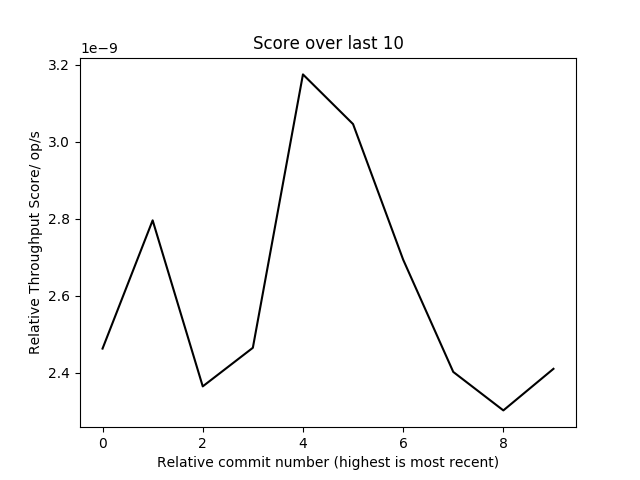 Score over last 10
1e−9
3.2
3.0
2.8
2.6
2.4
Relative Throughput Score/ op/s
0 2 4 6 8
Relative commit number (highest is most recent)